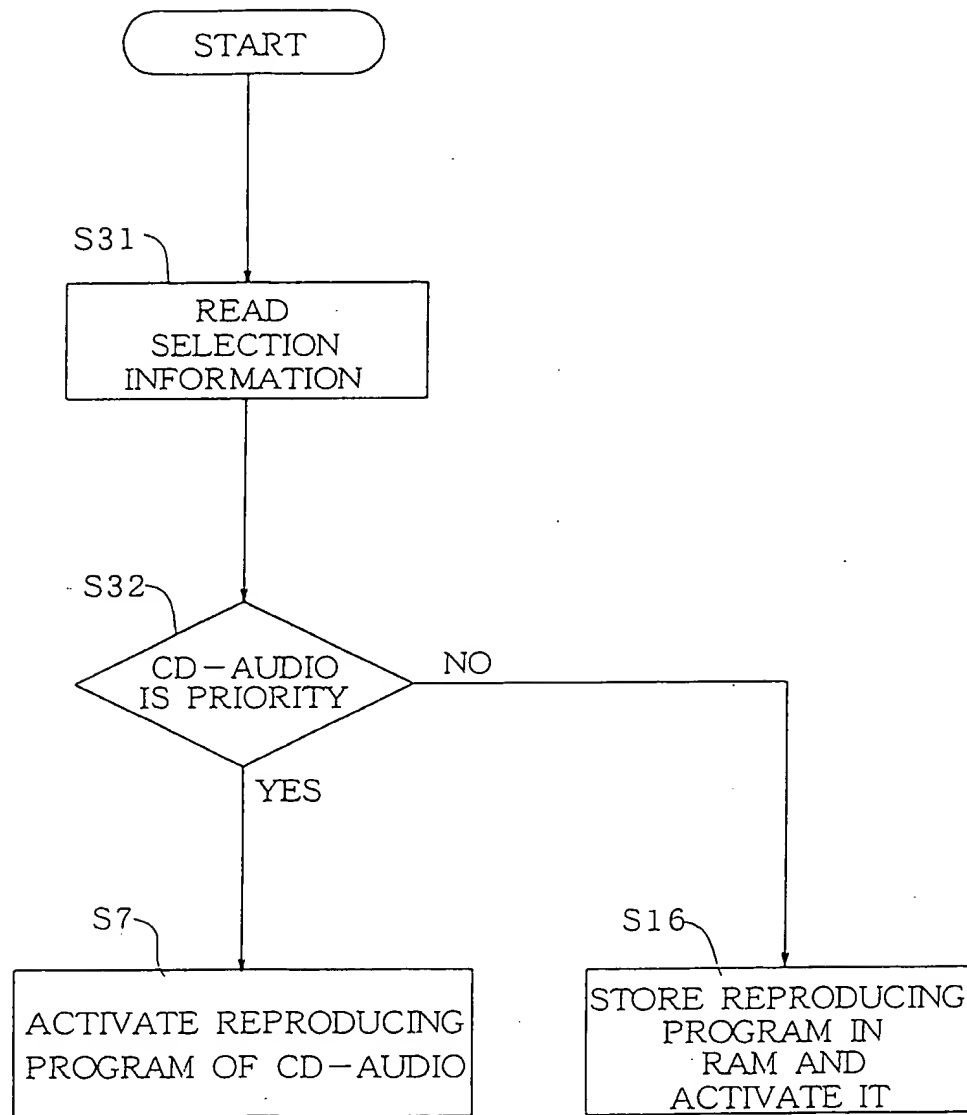 START
S31
READ
SELECTION
INFORMATION
S32
CD-AUDIO
IS PRIORITY
NO
YES
S7
ACTIVATE REPRODUCING
PROGRAM OF CD-AUDIO
S16
STORE REPRODUCING
PROGRAM IN
RAM AND
ACTIVATE IT